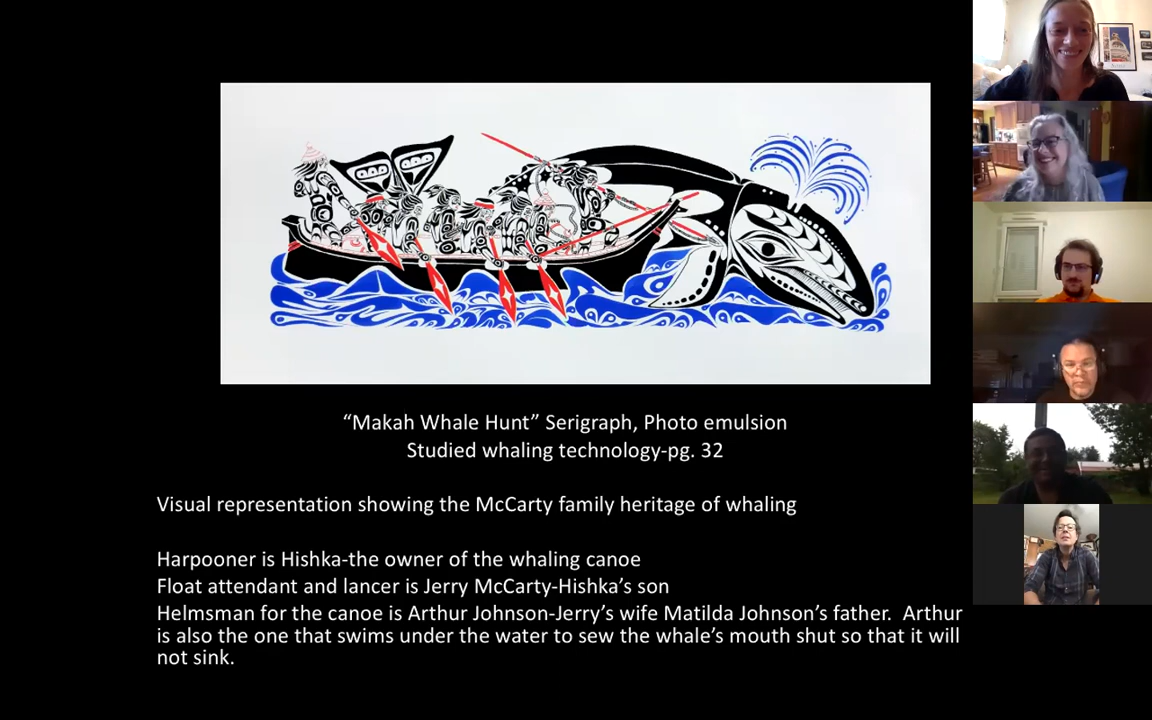 “Makah Whale Hunt” Serigraph, Photo emulsion
Studied whaling technology-pg. 32
Visual representation showing the McCarty family heritage of whaling
Harpooner is Hishka-the owner of the whaling canoe
Float attendant and lancer is Jerry McCarty-Hishka’s son
Helmsman for the canoe is Arthur Johnson-Jerry’s wife Matilda Johnson’s father.  Arthur
is also the one that swims under the water to sew the whale’s mouth shut so that it will
not sink.